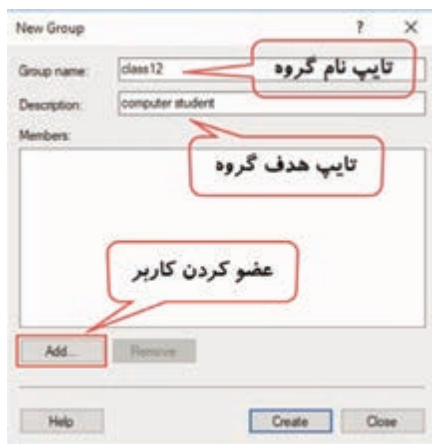 New Group ? X
Group name: class12 تایپ نام گروه
Description: computer student
Members:
تایپ هدف گروه
عضو کردن کاربر
Add... Remove
Help Create Close